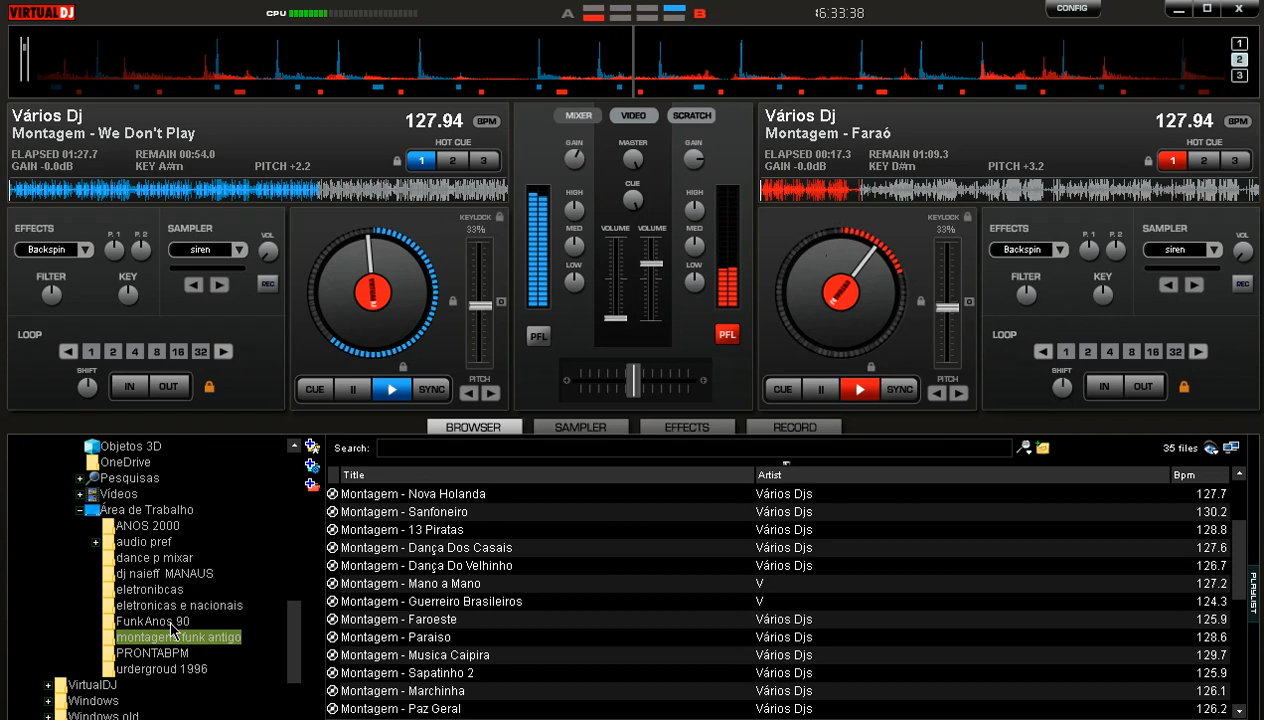 VIRTUAL DJ
CPU
A B
16:33:38
CONFIG
1
2
3
Vários Dj
Montagem - We Don't Play
127.94 BPM
HOT CUE
ELAPSED 01:27.7 REMAIN 00:54.0
GAIN -0.0dB KEY A#m PITCH +2.2
1 2 3
MIXER VIDEO SCRATCH
GAIN MASTER GAIN
HIGH CUE HIGH
MED VOLUME VOLUME MED
LOW LOW
PFL PFL
Vários Dj
Montagem - Faraó
127.94 BPM
HOT CUE
ELAPSED 00:17.3 REMAIN 01:09.3
GAIN -0.0dB KEY D#m PITCH +3.2
1 2 3
EFFECTS P. 1 P. 2 SAMPLER VOL
Backspin siren
FILTER KEY REC
LOOP
1 2 4 8 16 32
SHIFT IN OUT
KEYLOCK
33%
CUE SYNC PITCH
KEYLOCK
33%
CUE SYNC PITCH
EFFECTS P. 1 P. 2 SAMPLER VOL
Backspin siren
FILTER KEY REC
LOOP
1 2 4 8 16 32
SHIFT IN OUT
BROWSER SAMPLER EFFECTS RECORD
Objetos 3D
OneDrive
Pesquisas
Vídeos
Área de Trabalho
ANOS 2000
audio pref
dance p mixar
dj naieff MANAUS
eletronibcas
eletronicas e nacionais
FunkAnos 90
montagem funk antigo
PRONTABPM
urdergroud 1996
VirtualDJ
Windows
Windows.old
Search: 35 files
Title Artist Bpm
Montagem - Nova Holanda Vários Djs 127.7
Montagem - Sanfoneiro Vários Djs 130.2
Montagem - 13 Piratas Vários Djs 128.8
Montagem - Dança Dos Casais Vários Djs 127.6
Montagem - Dança Do Velhinho Vários Djs 126.7
Montagem - Mano a Mano V 127.2
Montagem - Guerreiro Brasileiros V 124.3
Montagem - Faroeste Vários Djs 125.9
Montagem - Paraiso Vários Djs 128.6
Montagem - Musica Caipira Vários Djs 129.7
Montagem - Sapatinho 2 Vários Djs 125.9
Montagem - Marchinha Vários Djs 126.1
Montagem - Paz Geral Vários Djs 126.2
PLAYLIST